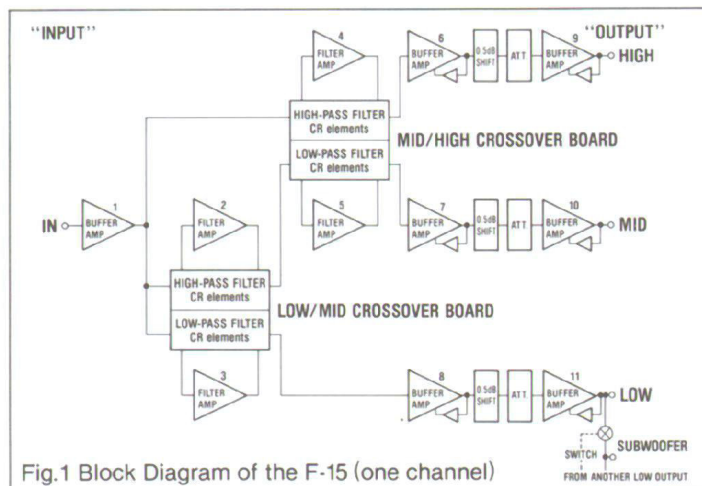 "INPUT"
"OUTPUT"
4
FILTER
AMP
6
BUFFER
AMP
0.5dB
SHIFT
ATT.
9
BUFFER
AMP
HIGH
HIGH-PASS FILTER
CR elements
LOW-PASS FILTER
CR elements
MID/HIGH CROSSOVER BOARD
IN
1
BUFFER
AMP
2
FILTER
AMP
5
FILTER
AMP
7
BUFFER
AMP
0.5dB
SHIFT
ATT.
10
BUFFER
AMP
MID
HIGH-PASS FILTER
CR elements
LOW-PASS FILTER
CR elements
LOW/MID CROSSOVER BOARD
3
FILTER
AMP
8
BUFFER
AMP
0.5dB
SHIFT
ATT.
11
BUFFER
AMP
LOW
SWITCH
SUBWOOFER
FROM ANOTHER LOW OUTPUT
Fig.1 Block Diagram of the F-15 (one channel)